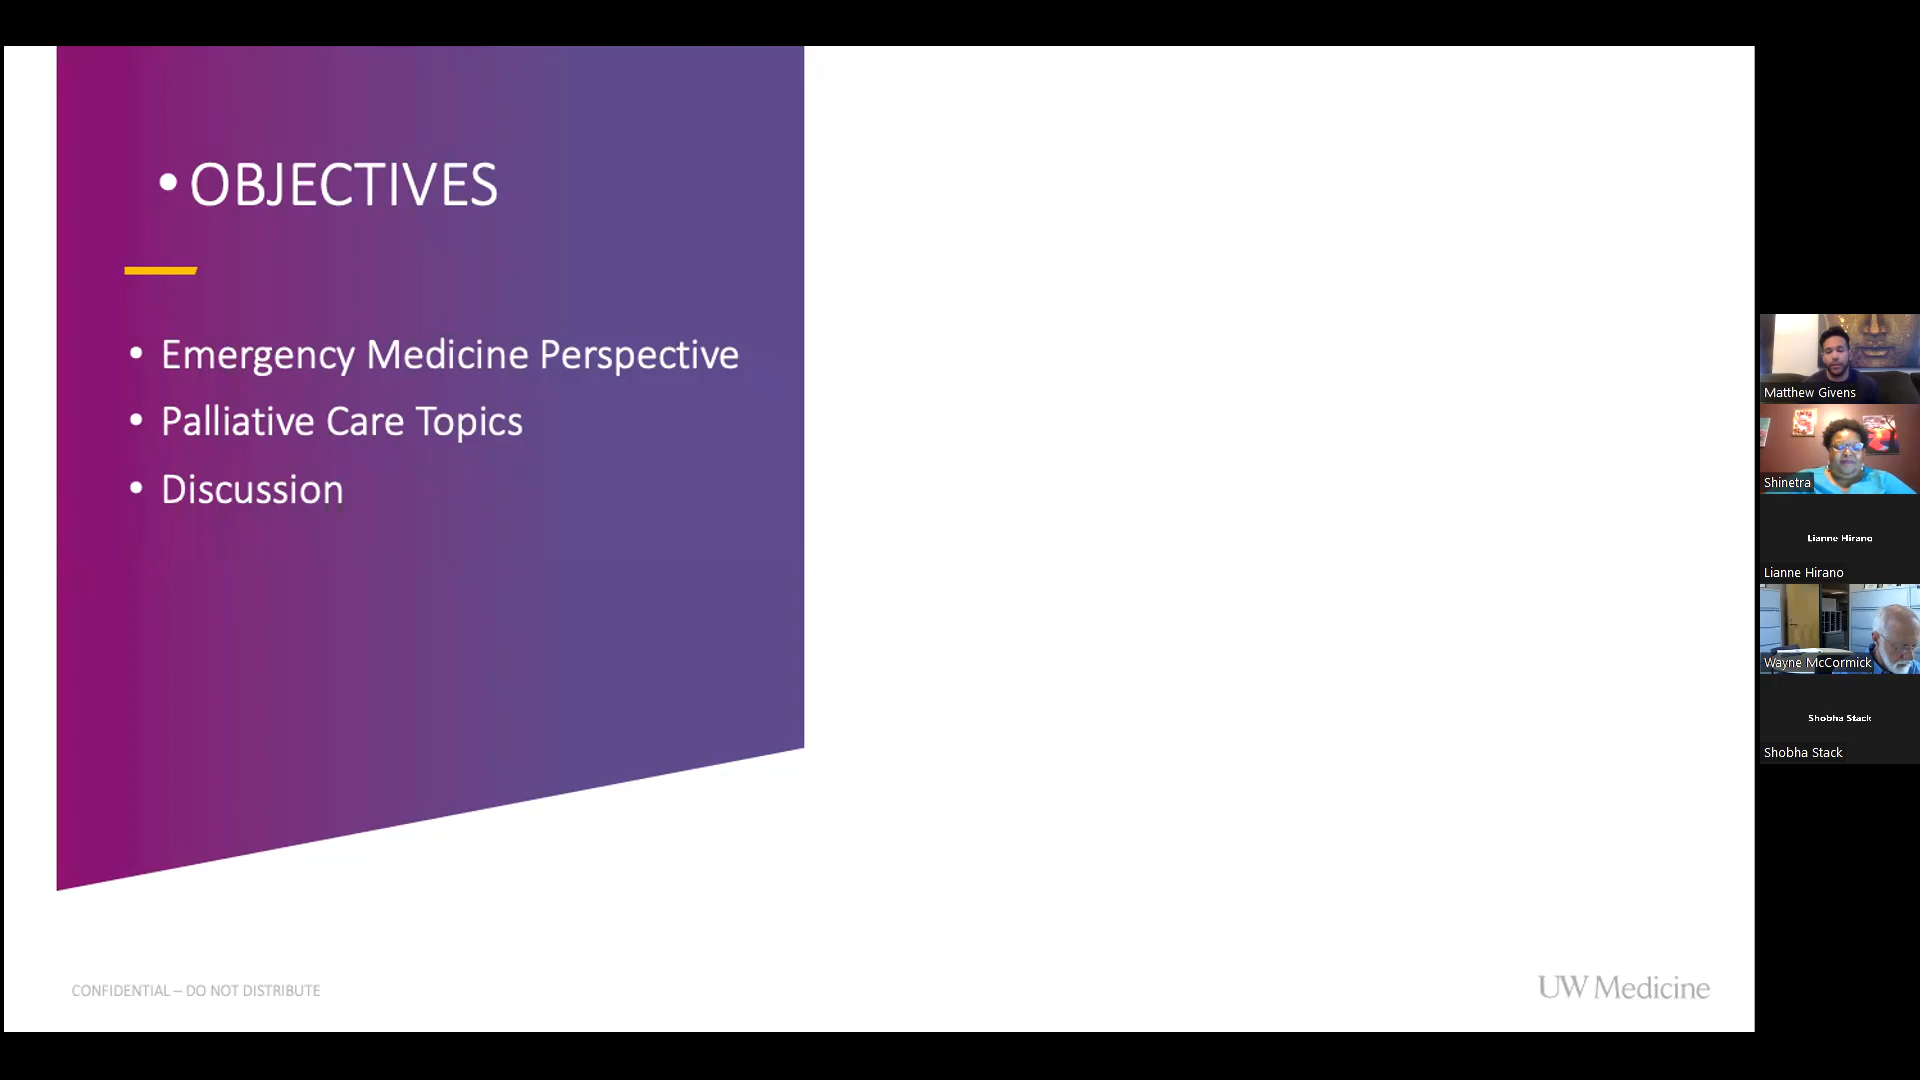 • OBJECTIVES
• Emergency Medicine Perspective
• Palliative Care Topics
• Discussion
CONFIDENTIAL – DO NOT DISTRIBUTE
UW Medicine
Matthew Givens
Shinetra
Lianne Hirano
Lianne Hirano
Wayne McCormick
Shobha Stack
Shobha Stack